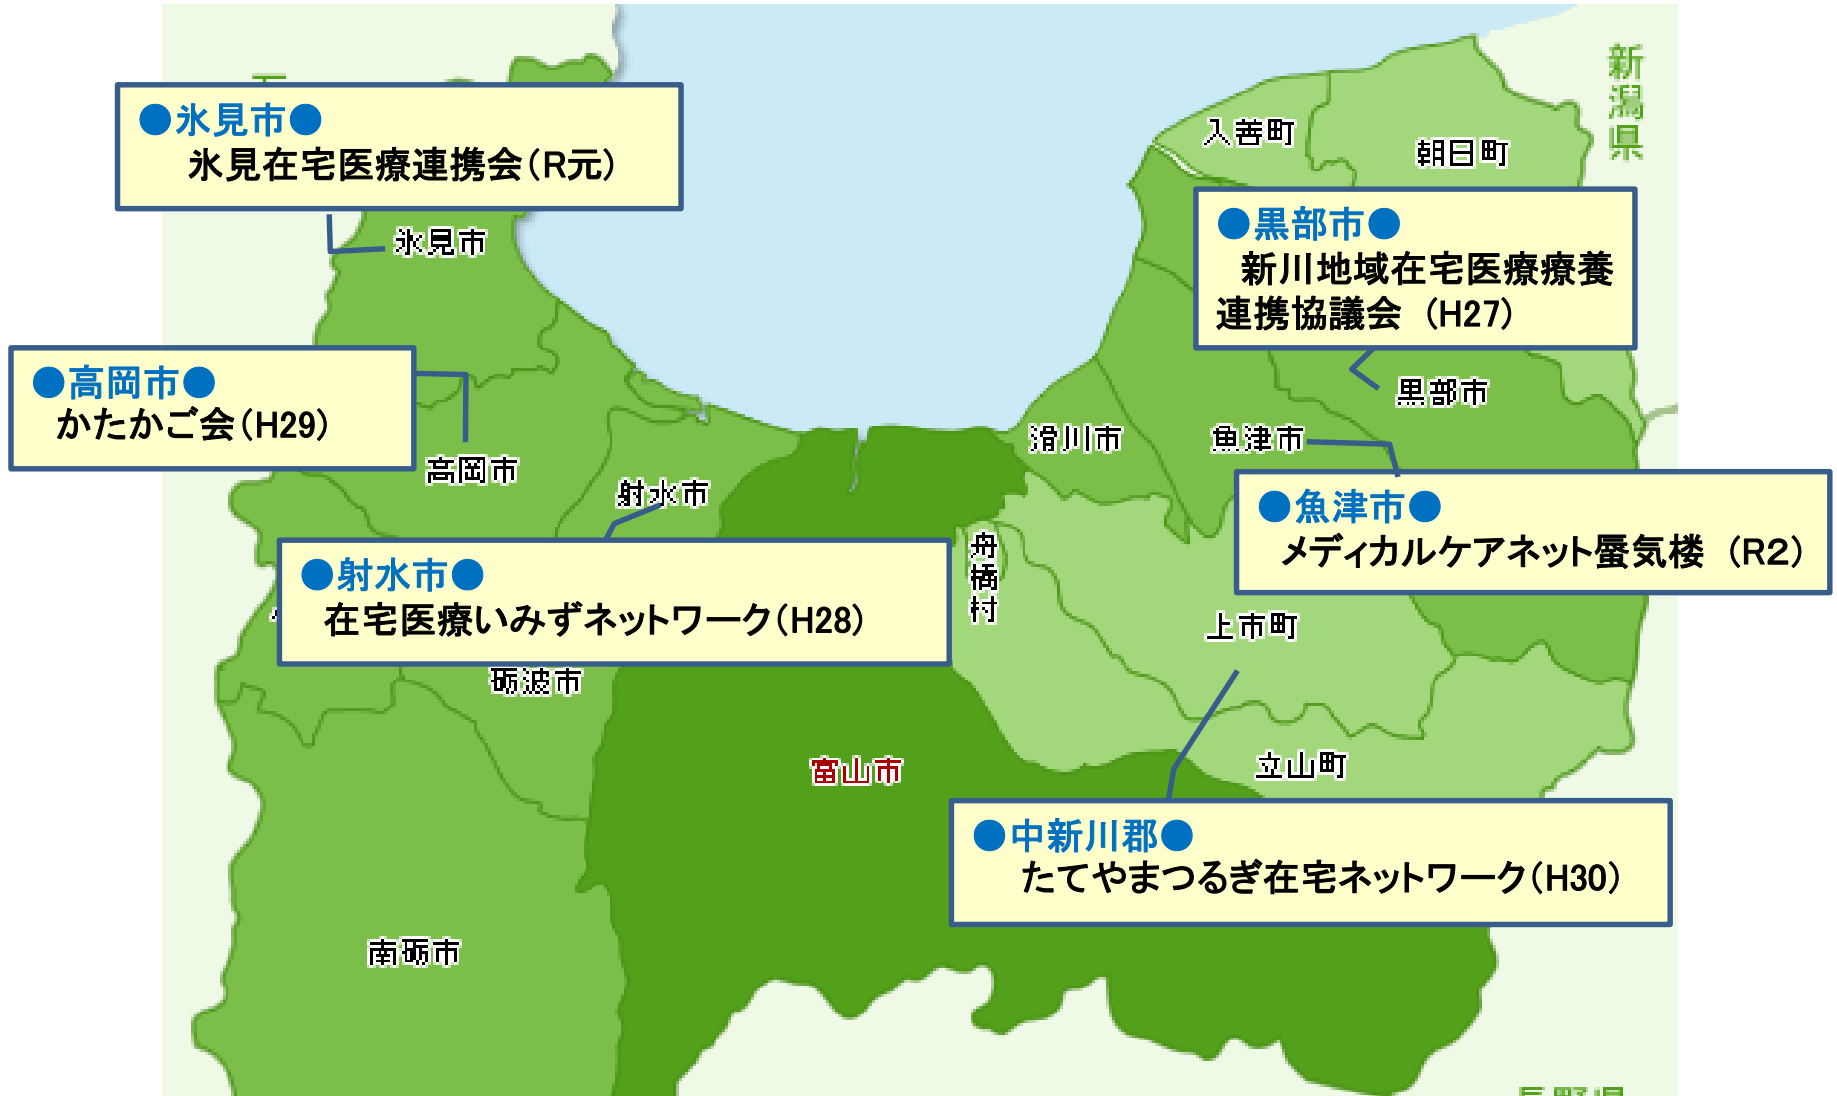 ●氷見市●
氷見在宅医療連携会(R元)
新潟県
入善町
朝日町
●黒部市●
新川地域在宅医療療養
連携協議会 (H27)
氷見市
●高岡市●
かたかご会(H29)
黒部市
滑川市
魚津市
高岡市
射水市
●魚津市●
メディカルケアネット蜃気楼 (R2)
舟橋村
●射水市●
在宅医療いみずネットワーク(H28)
上市町
砺波市
立山町
富山市
●中新川郡●
たてやまつるぎ在宅ネットワーク(H30)
南砺市